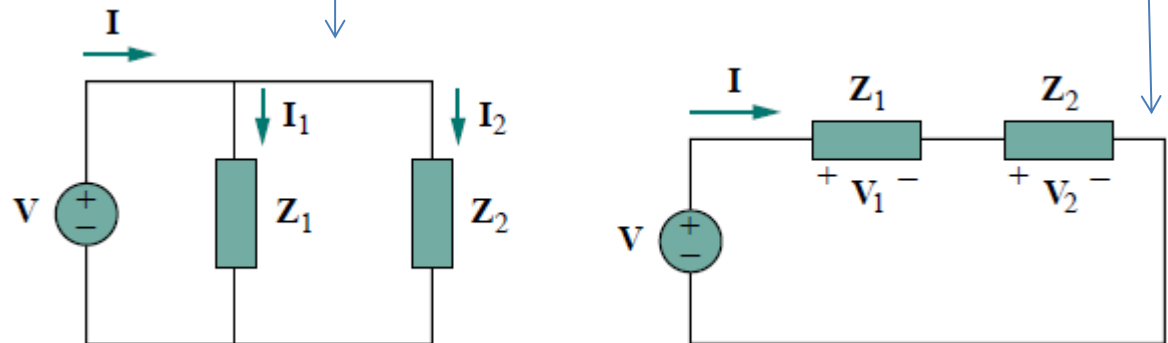 I
I₁
I₂
V
+
−
Z₁
Z₂
I
Z₁
Z₂
+ V₁ −
+ V₂ −
V
+
−